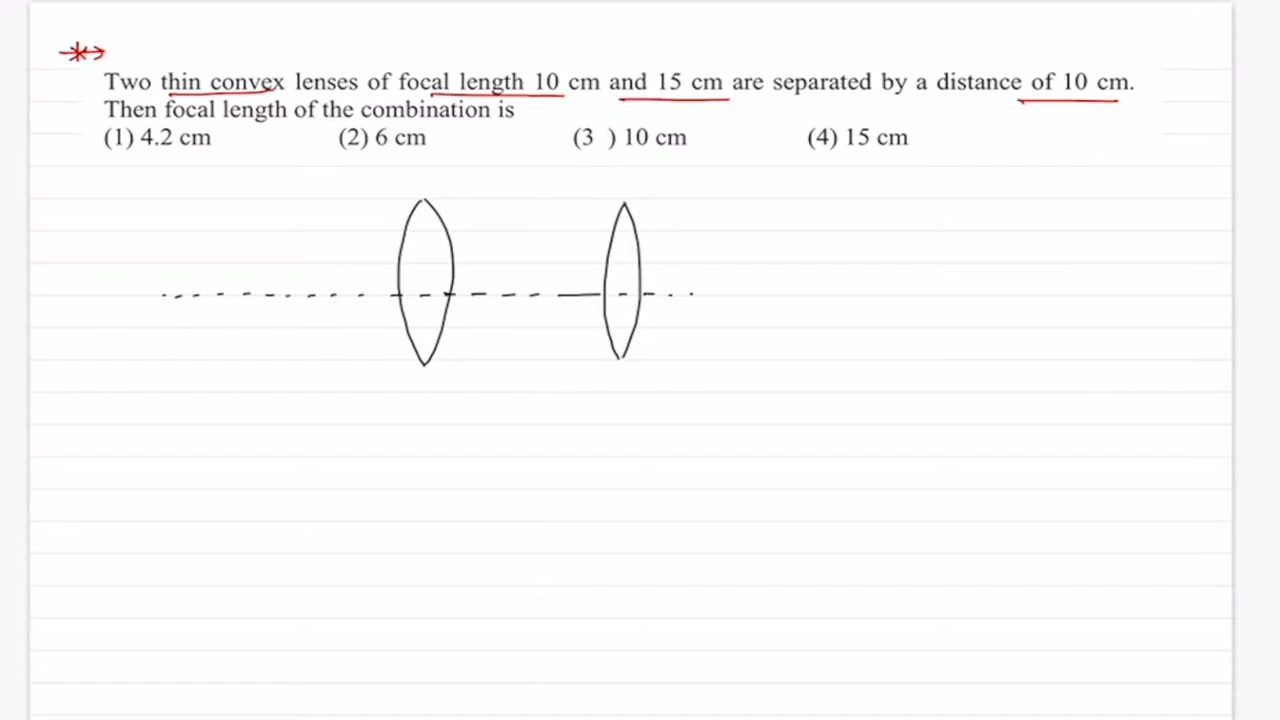 Two thin convex lenses of focal length 10 cm and 15 cm are separated by a distance of 10 cm.
Then focal length of the combination is
(1) 4.2 cm (2) 6 cm (3 ) 10 cm (4) 15 cm